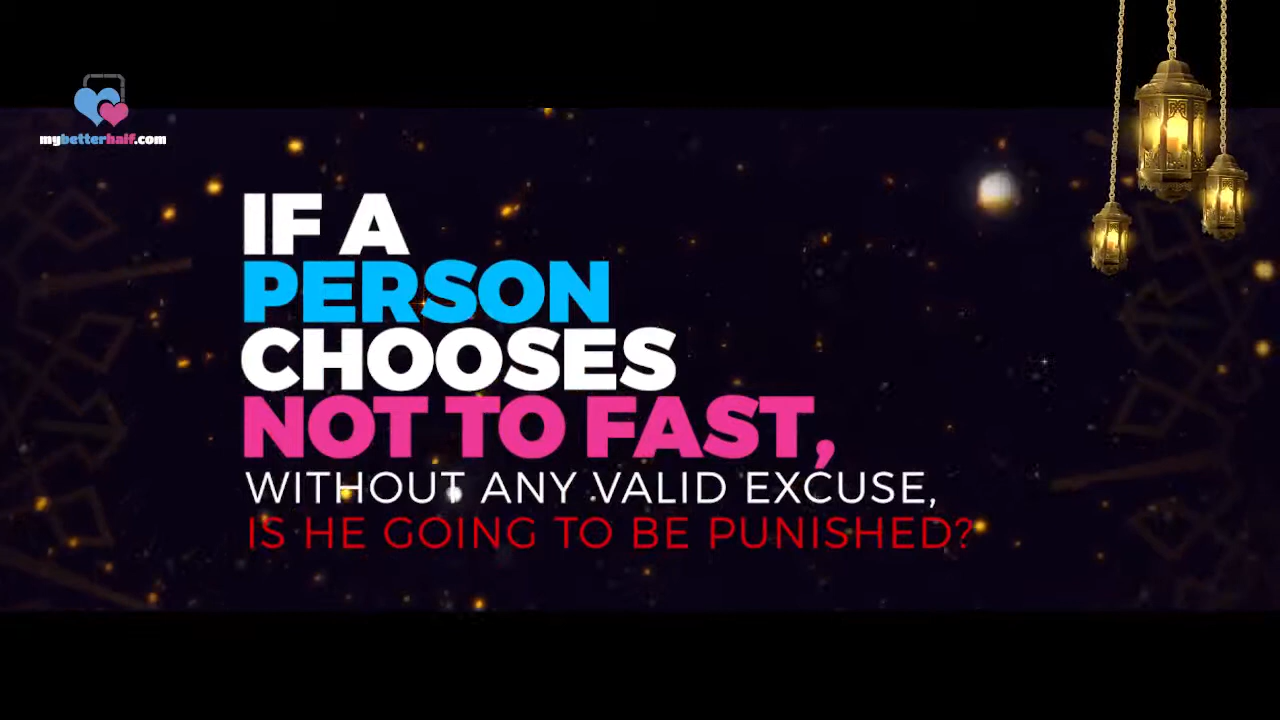 mybetterhalf.com
IF A
PERSON
CHOOSES
NOT TO FAST,
WITHOUT ANY VALID EXCUSE,
IS HE GOING TO BE PUNISHED?